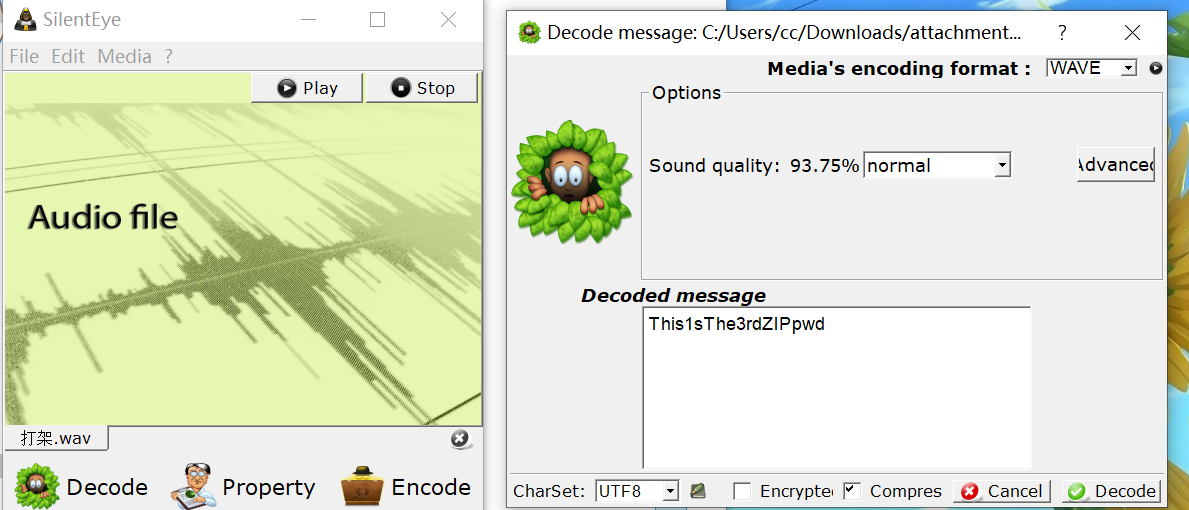 SilentEye
File Edit Media ?
Play Stop
Audio file
打架.wav
Decode Property Encode
Decode message: C:/Users/cc/Downloads/attachment... ?
Media's encoding format : WAVE
Options
Sound quality: 93.75% normal Advanced
Decoded message
This1sThe3rdZIPpwd
CharSet: UTF8 Encrypte Compres Cancel Decode